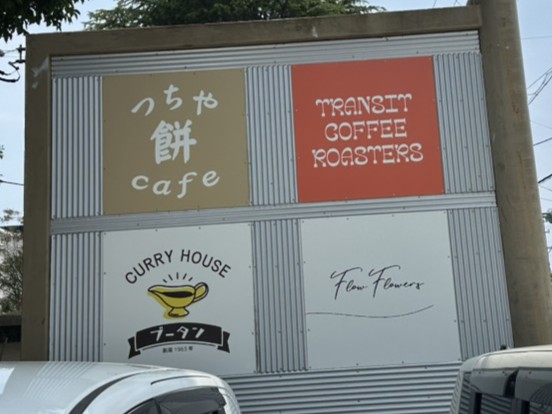 つちや
餅
cafe
TRANSIT
COFFEE
ROASTERS
CURRY HOUSE
ブータン
Flow Flowers